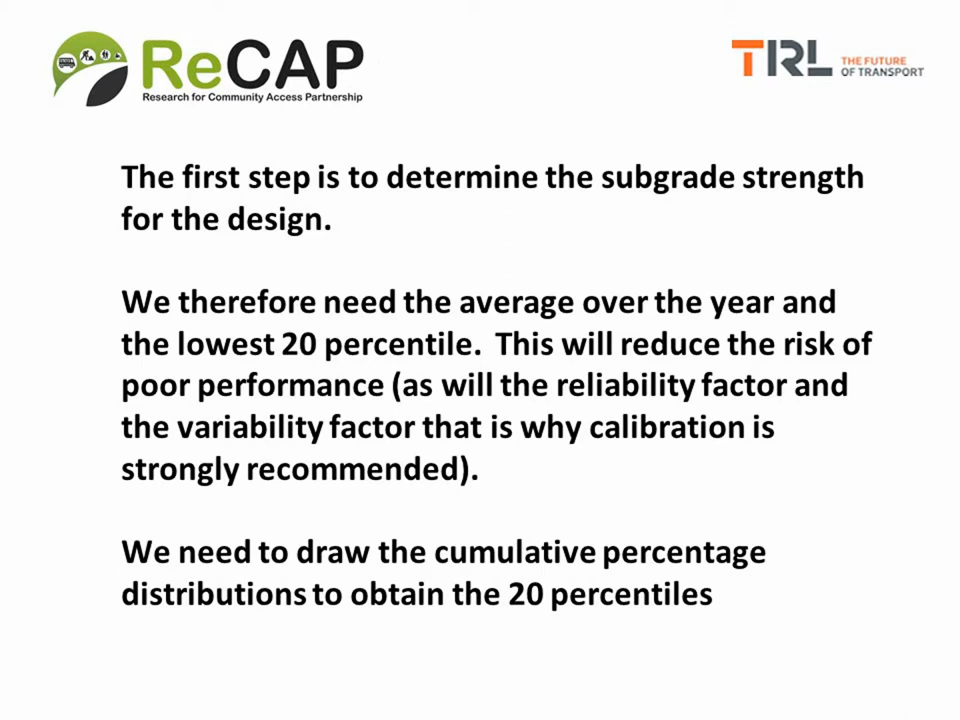 ReCAP
Research for Community Access Partnership
TRL THE FUTURE
OF TRANSPORT
The first step is to determine the subgrade strength
for the design.
We therefore need the average over the year and
the lowest 20 percentile. This will reduce the risk of
poor performance (as will the reliability factor and
the variability factor that is why calibration is
strongly recommended).
We need to draw the cumulative percentage
distributions to obtain the 20 percentiles